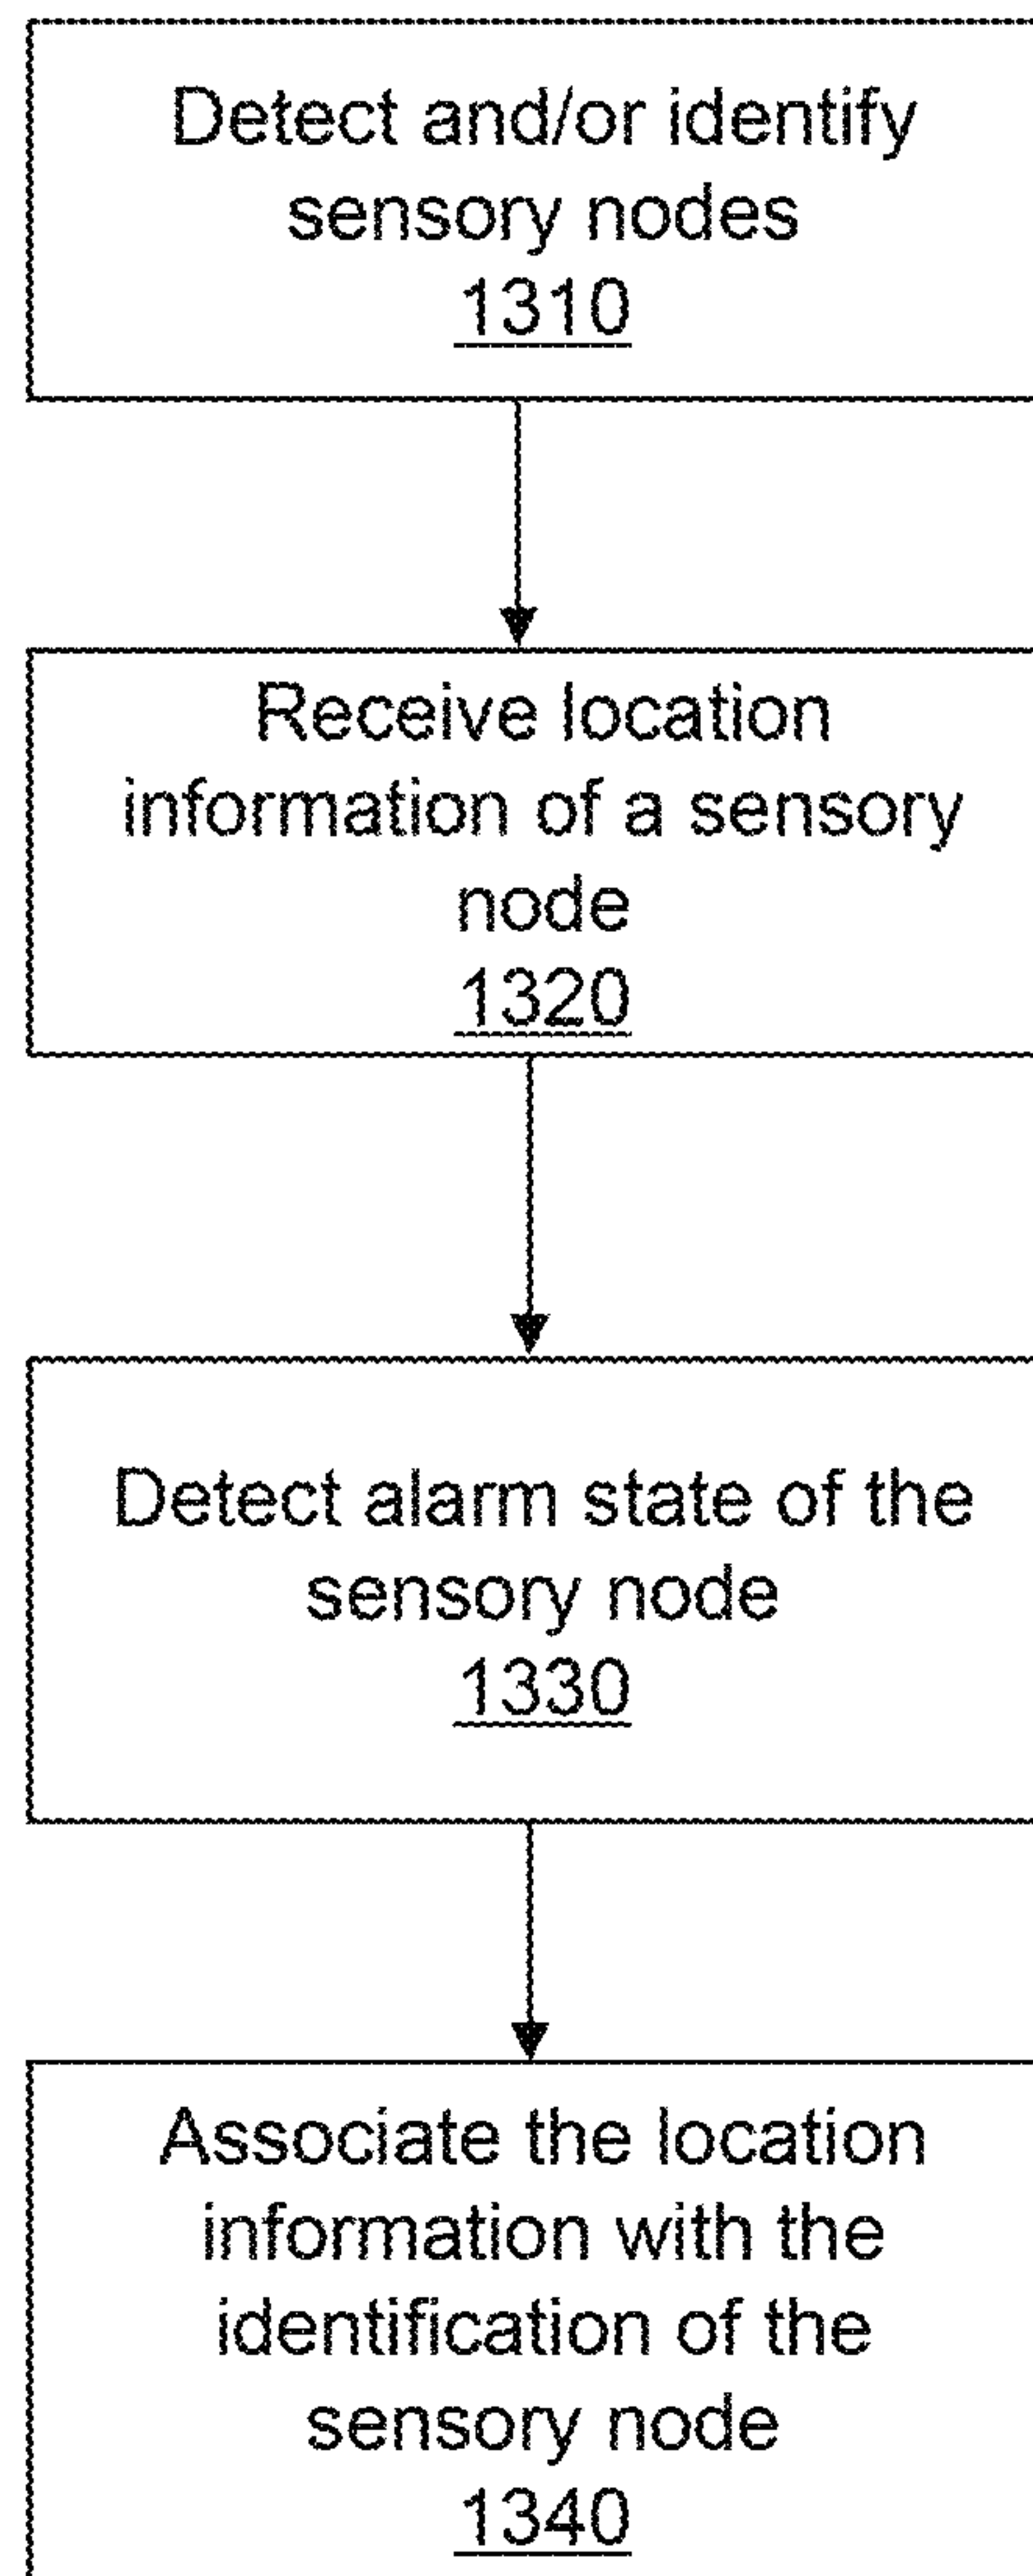 Detect and/or identify
sensory nodes
1310
Receive location
information of a sensory
node
1320
Detect alarm state of the
sensory node
1330
Associate the location
information with the
identification of the
sensory node
1340